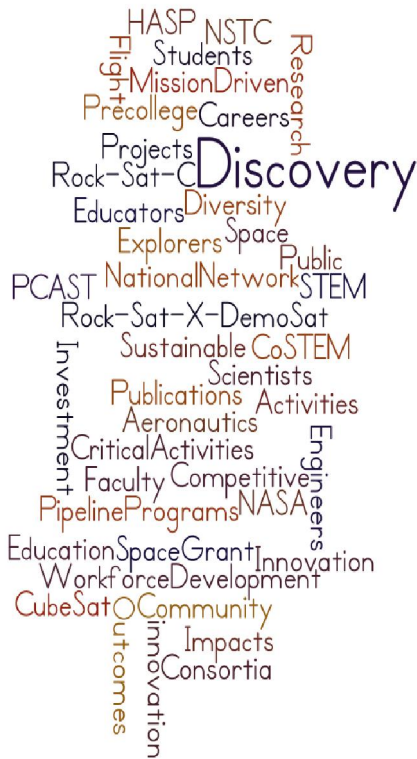 HASP
NSTC
Flight
Students
Research
MissionDriven
Precollege
Careers
Projects
Rock-Sat-C
Discovery
Educators
Diversity
Explorers
Space
Public
PCAST
NationalNetwork
STEM
Rock-Sat-X-DemoSat
Investment
Sustainable
CoSTEM
Scientists
Publications
Activities
Aeronautics
CriticalActivities
Engineers
Faculty
Competitive
PipelinePrograms
NASA
Education
SpaceGrant
Innovation
WorkforceDevelopment
CubeSat
Outcomes
Community
innovation
Impacts
Consortia